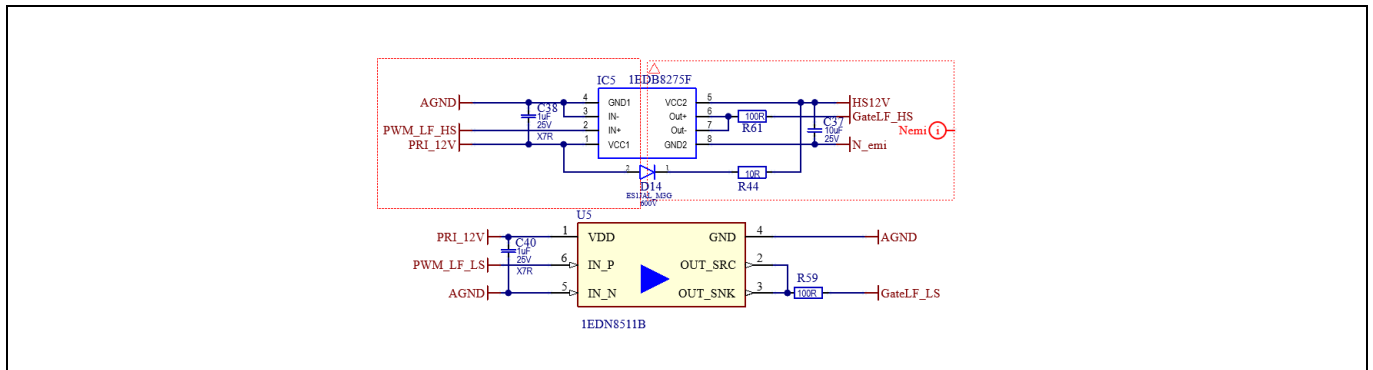 IC5 1EDB8275F
AGND 4 GND1 VCC2 5 HS12V
C38 1uF 25V X7R
3 IN- Out+ 6 100R R61 GateLF_HS
PWM_LF_HS 2 IN+ Out- 7 C37 10uF 25V
Nemi i
PRI_12V 1 VCC1 GND2 8 N_emi
2 1 10R
D14 R44
ES1JAL_M3G
600V
U5
PRI_12V 1 VDD GND 4 AGND
C40 1uF 25V X7R
PWM_LF_LS 6 IN_P OUT_SRC 2
R59
AGND 5 IN_N OUT_SNK 3 100R GateLF_LS
1EDN8511B